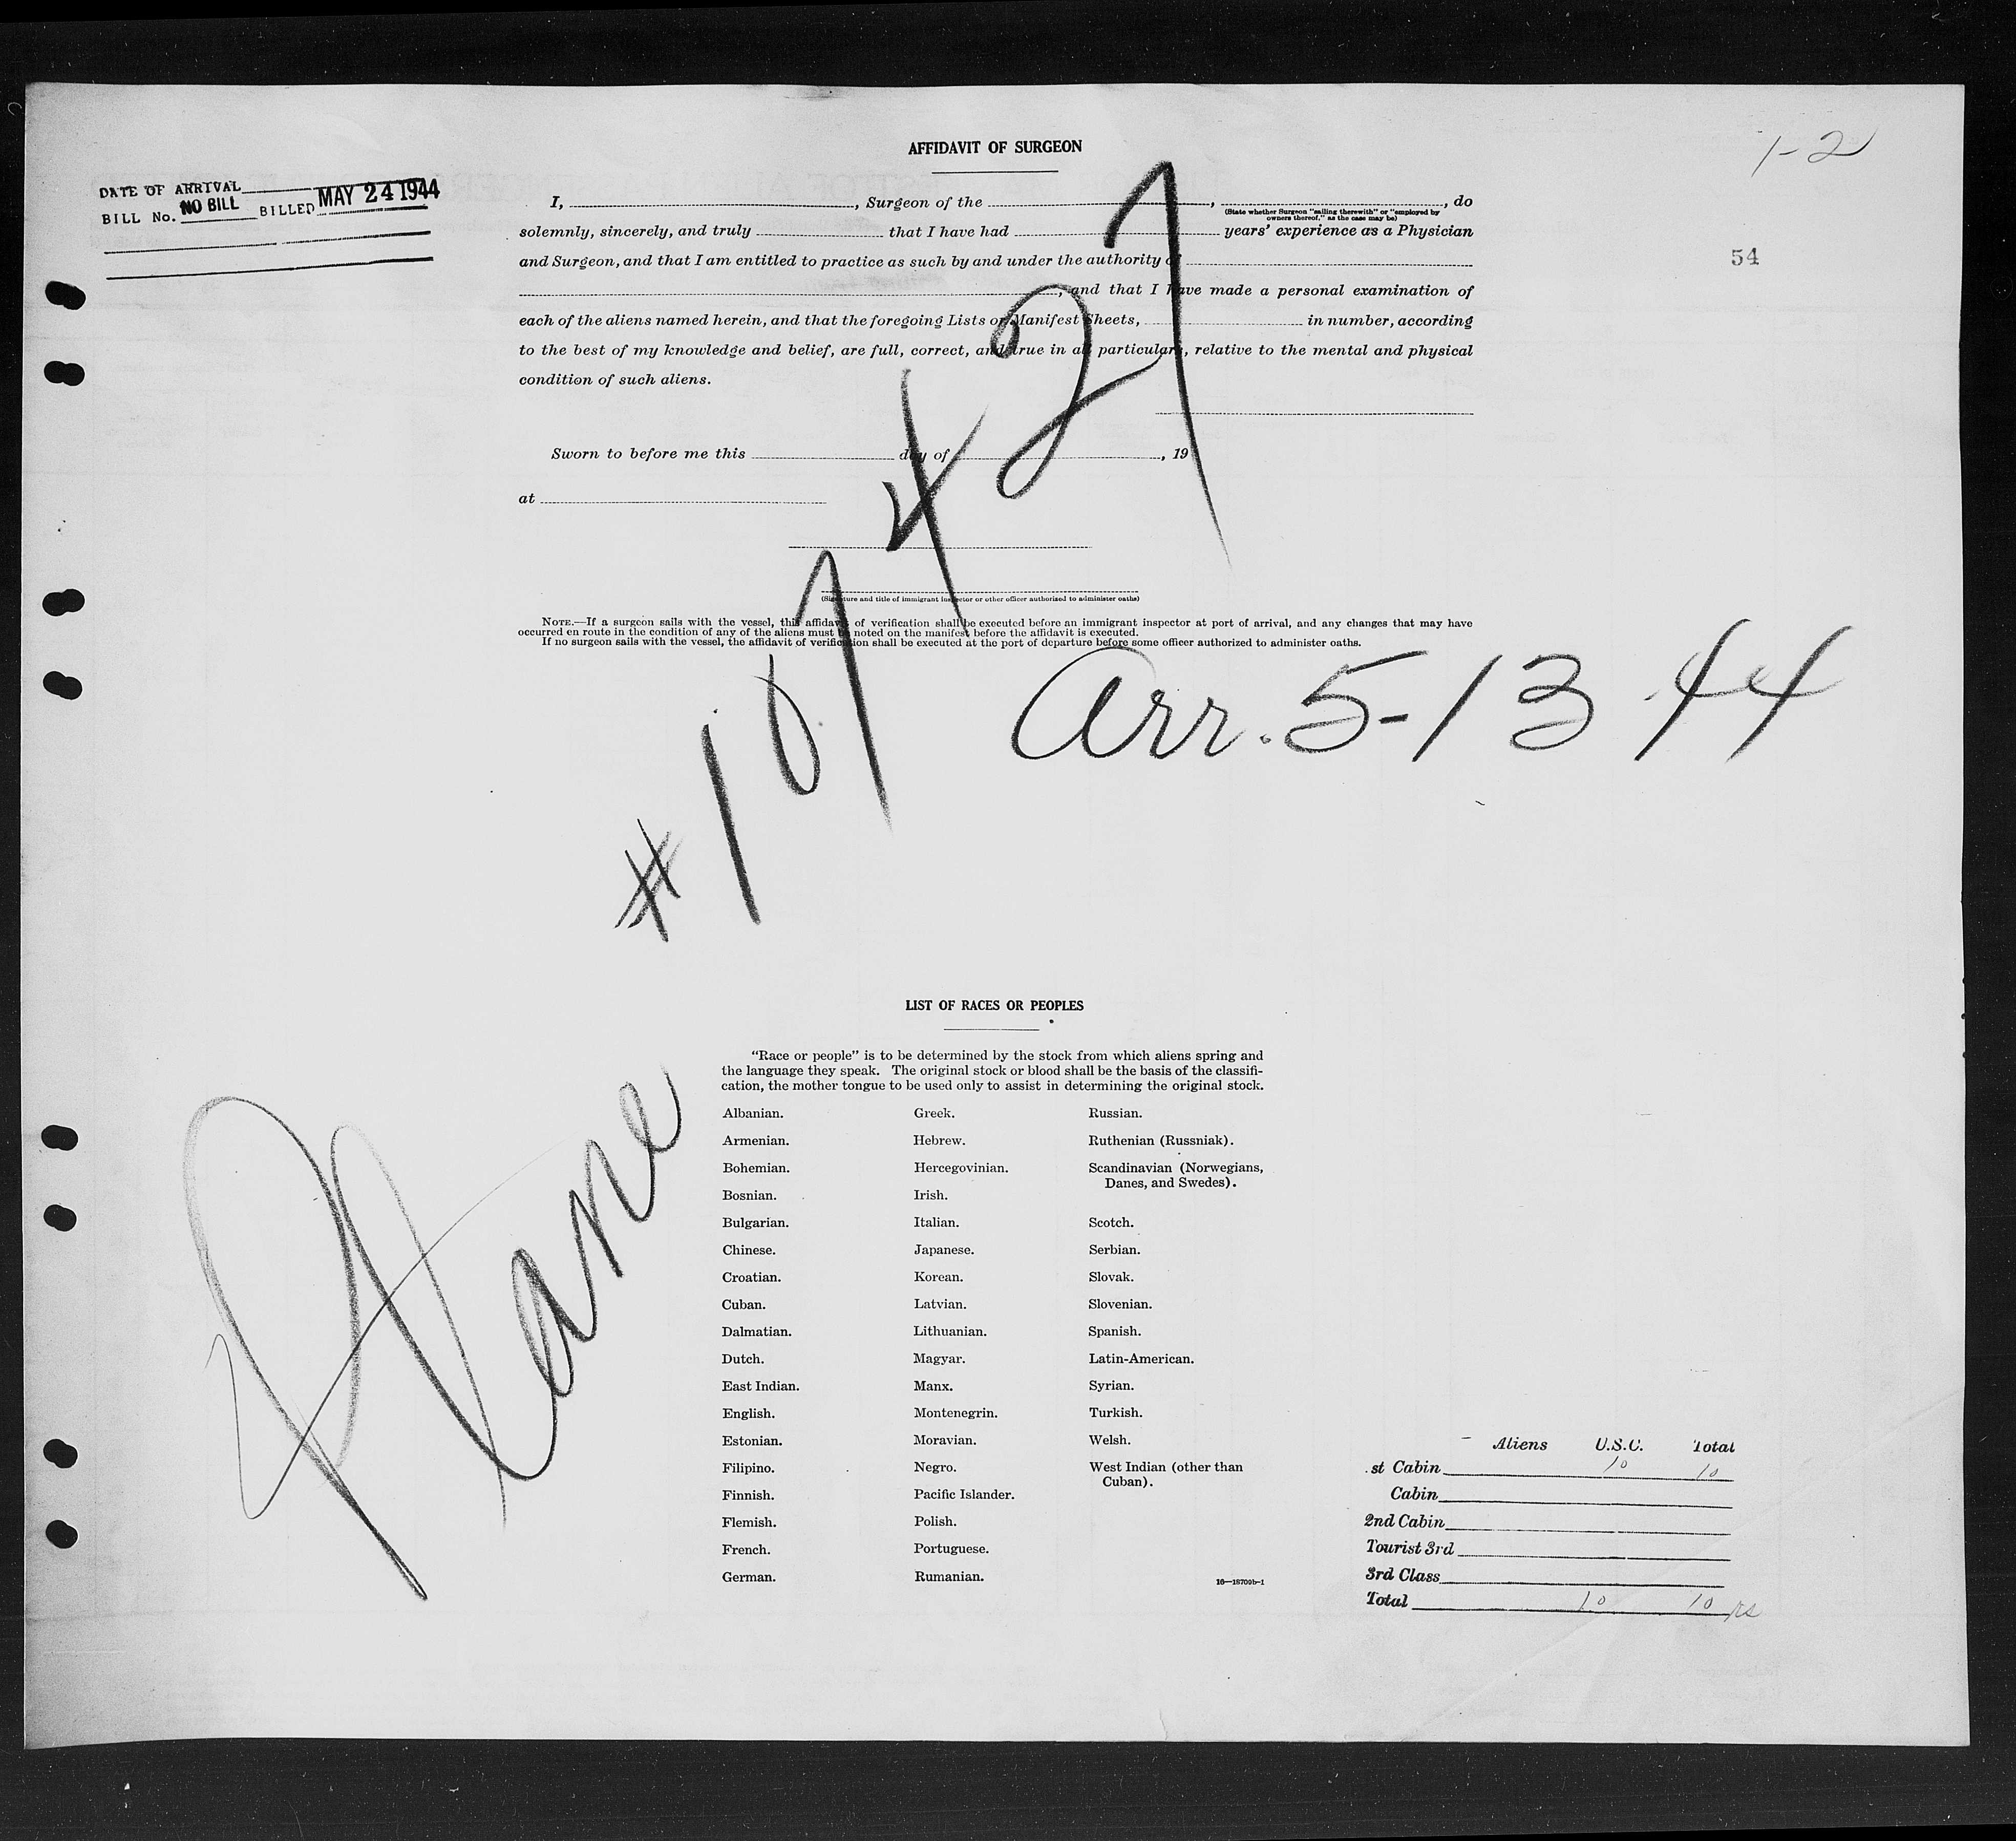 AFFIDAVIT OF SURGEON
1-2
DATE OF ARRIVAL
BILL No. NO BILL BILLED MAY 24 1944
I, , Surgeon of the , , do
(State whether Surgeon "sailing therewith" or "employed by
owners thereof," as the case may be)
solemnly, sincerely, and truly that I have had years' experience as a Physician
54
and Surgeon, and that I am entitled to practice as such by and under the authority of
, and that I have made a personal examination of
each of the aliens named herein, and that the foregoing Lists or Manifest Sheets, in number, according
to the best of my knowledge and belief, are full, correct, and true in all particulars, relative to the mental and physical
condition of such aliens.
Sworn to before me this day of , 19
at
(Signature and title of immigrant inspector or other officer authorized to administer oaths)
NOTE.—If a surgeon sails with the vessel, this affidavit of verification shall be executed before an immigrant inspector at port of arrival, and any changes that may have
occurred en route in the condition of any of the aliens must be noted on the manifest before the affidavit is executed.
If no surgeon sails with the vessel, the affidavit of verification shall be executed at the port of departure before some officer authorized to administer oaths.
#107427
Arr. 5-13 44
Plane
LIST OF RACES OR PEOPLES
"Race or people" is to be determined by the stock from which aliens spring and
the language they speak. The original stock or blood shall be the basis of the classifi-
cation, the mother tongue to be used only to assist in determining the original stock.
Albanian.
Armenian.
Bohemian.
Bosnian.
Bulgarian.
Chinese.
Croatian.
Cuban.
Dalmatian.
Dutch.
East Indian.
English.
Estonian.
Filipino.
Finnish.
Flemish.
French.
German.
Greek.
Hebrew.
Hercegovinian.
Irish.
Italian.
Japanese.
Korean.
Latvian.
Lithuanian.
Magyar.
Manx.
Montenegrin.
Moravian.
Negro.
Pacific Islander.
Polish.
Portuguese.
Rumanian.
Russian.
Ruthenian (Russniak).
Scandinavian (Norwegians,
Danes, and Swedes).
Scotch.
Serbian.
Slovak.
Slovenian.
Spanish.
Latin-American.
Syrian.
Turkish.
Welsh.
West Indian (other than
Cuban).
16—18709b-1
Aliens U.S.C. Total
st Cabin 10 10
Cabin
2nd Cabin
Tourist 3rd
3rd Class
Total 10 10